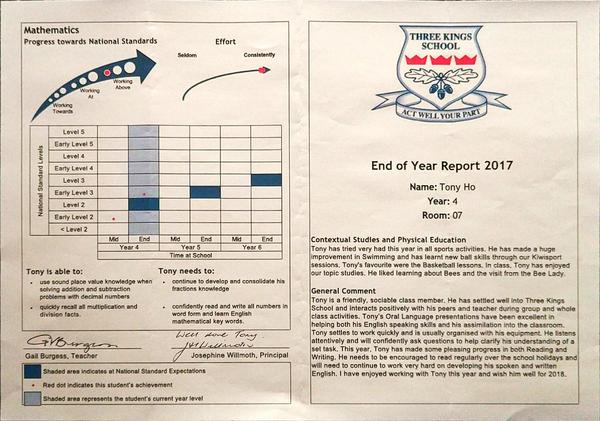 Mathematics
Progress towards National Standards
Effort
Seldom
Consistently
Working Towards
Working At
Working Above
National Standard Levels
Level 5
Early Level 5
Level 4
Early Level 4
Level 3
Early Level 3
Level 2
Early Level 2
< Level 2
Mid End Mid End Mid End
Year 4 Year 5 Year 6
Time at School
Tony is able to:
• use sound place value knowledge when
solving addition and subtraction
problems with decimal numbers
• quickly recall all multiplication and
division facts.
Tony needs to:
• continue to develop and consolidate his
fractions knowledge
• confidently read and write all numbers in
word form and learn English
mathematical key words.
Well done Tony
Gail Burgess, Teacher
Josephine Willmoth, Principal
Shaded area indicates at National Standard Expectations
Red dot indicates this student's achievement
Shaded area represents the student's current year level
THREE KINGS
SCHOOL
ACT WELL YOUR PART
End of Year Report 2017
Name: Tony Ho
Year: 4
Room: 07
Contextual Studies and Physical Education
Tony has tried very had this year in all sports activities. He has made a huge
improvement in Swimming and has learnt new ball skills through our Kiwisport
sessions. Tony's favourite were the Basketball lessons. In class, Tony has enjoyed
our topic studies. He liked learning about Bees and the visit from the Bee Lady.
General Comment
Tony is a friendly, sociable class member. He has settled well into Three Kings
School and interacts positively with his peers and teacher during group and whole
class activities. Tony's Oral Language presentations have been excellent in
helping both his English speaking skills and his assimilation into the classroom.
Tony settles to work quickly and is usually organised with his equipment. He listens
attentively and will confidently ask questions to help clarify his understanding of a
set task. This year, Tony has made some pleasing progress in both Reading and
Writing. He needs to be encouraged to read regularly over the school holidays and
will need to continue to work very hard on developing his spoken and written
English. I have enjoyed working with Tony this year and wish him well for 2018.